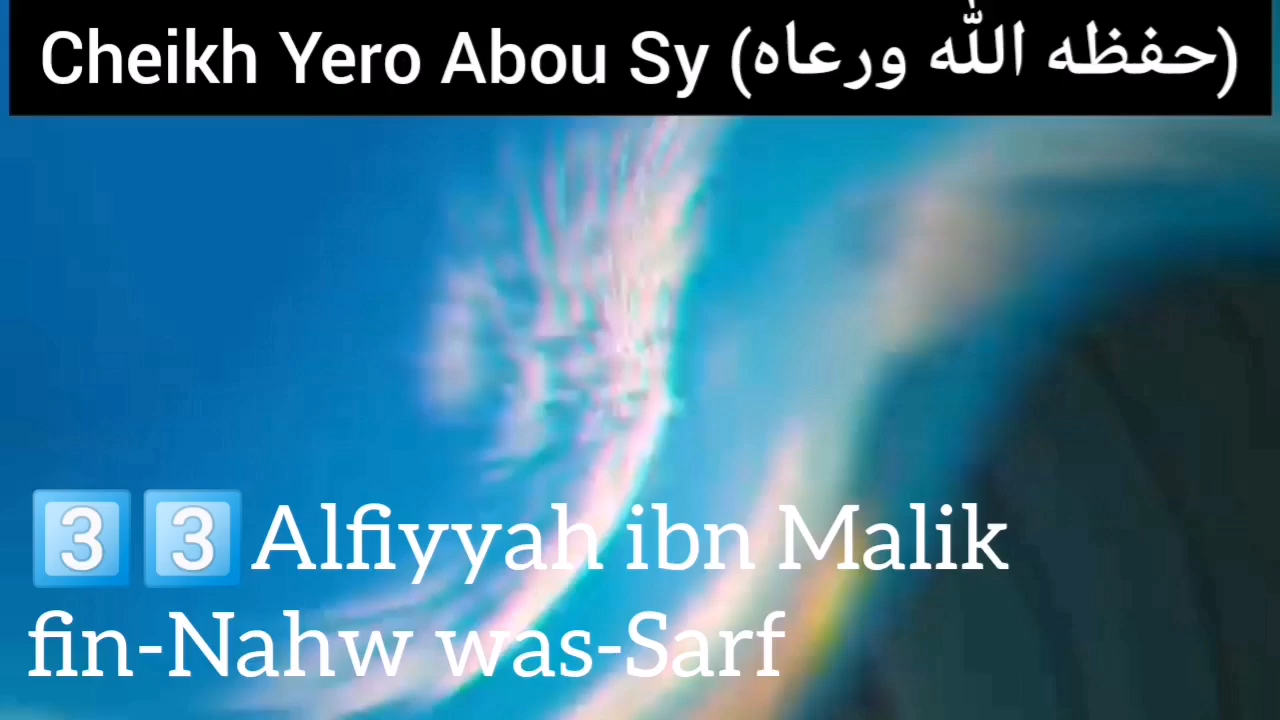 Cheikh Yero Abou Sy (حفظه الله ورعاه)
3️⃣3️⃣Alfiyyah ibn Malik
fin-Nahw was-Sarf